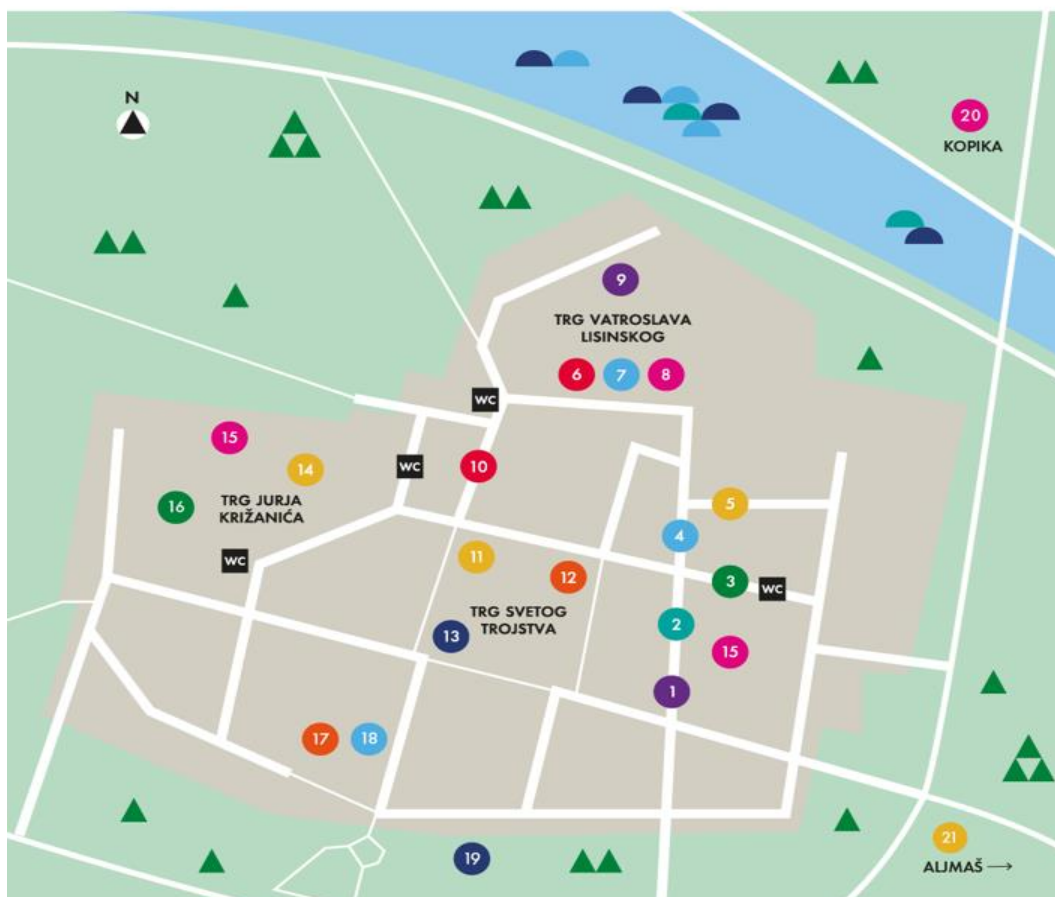 N
20
KOPIKA
9
TRG VATROSLAVA
LISINSKOG
6 7 8
WC
15
14
WC
10
16
TRG JURJA
KRIŽANIĆA
5
4
WC
11
12
3
WC
TRG SVETOG
TROJSTVA
13
2
15
1
17 18
19
21
ALJMAŠ